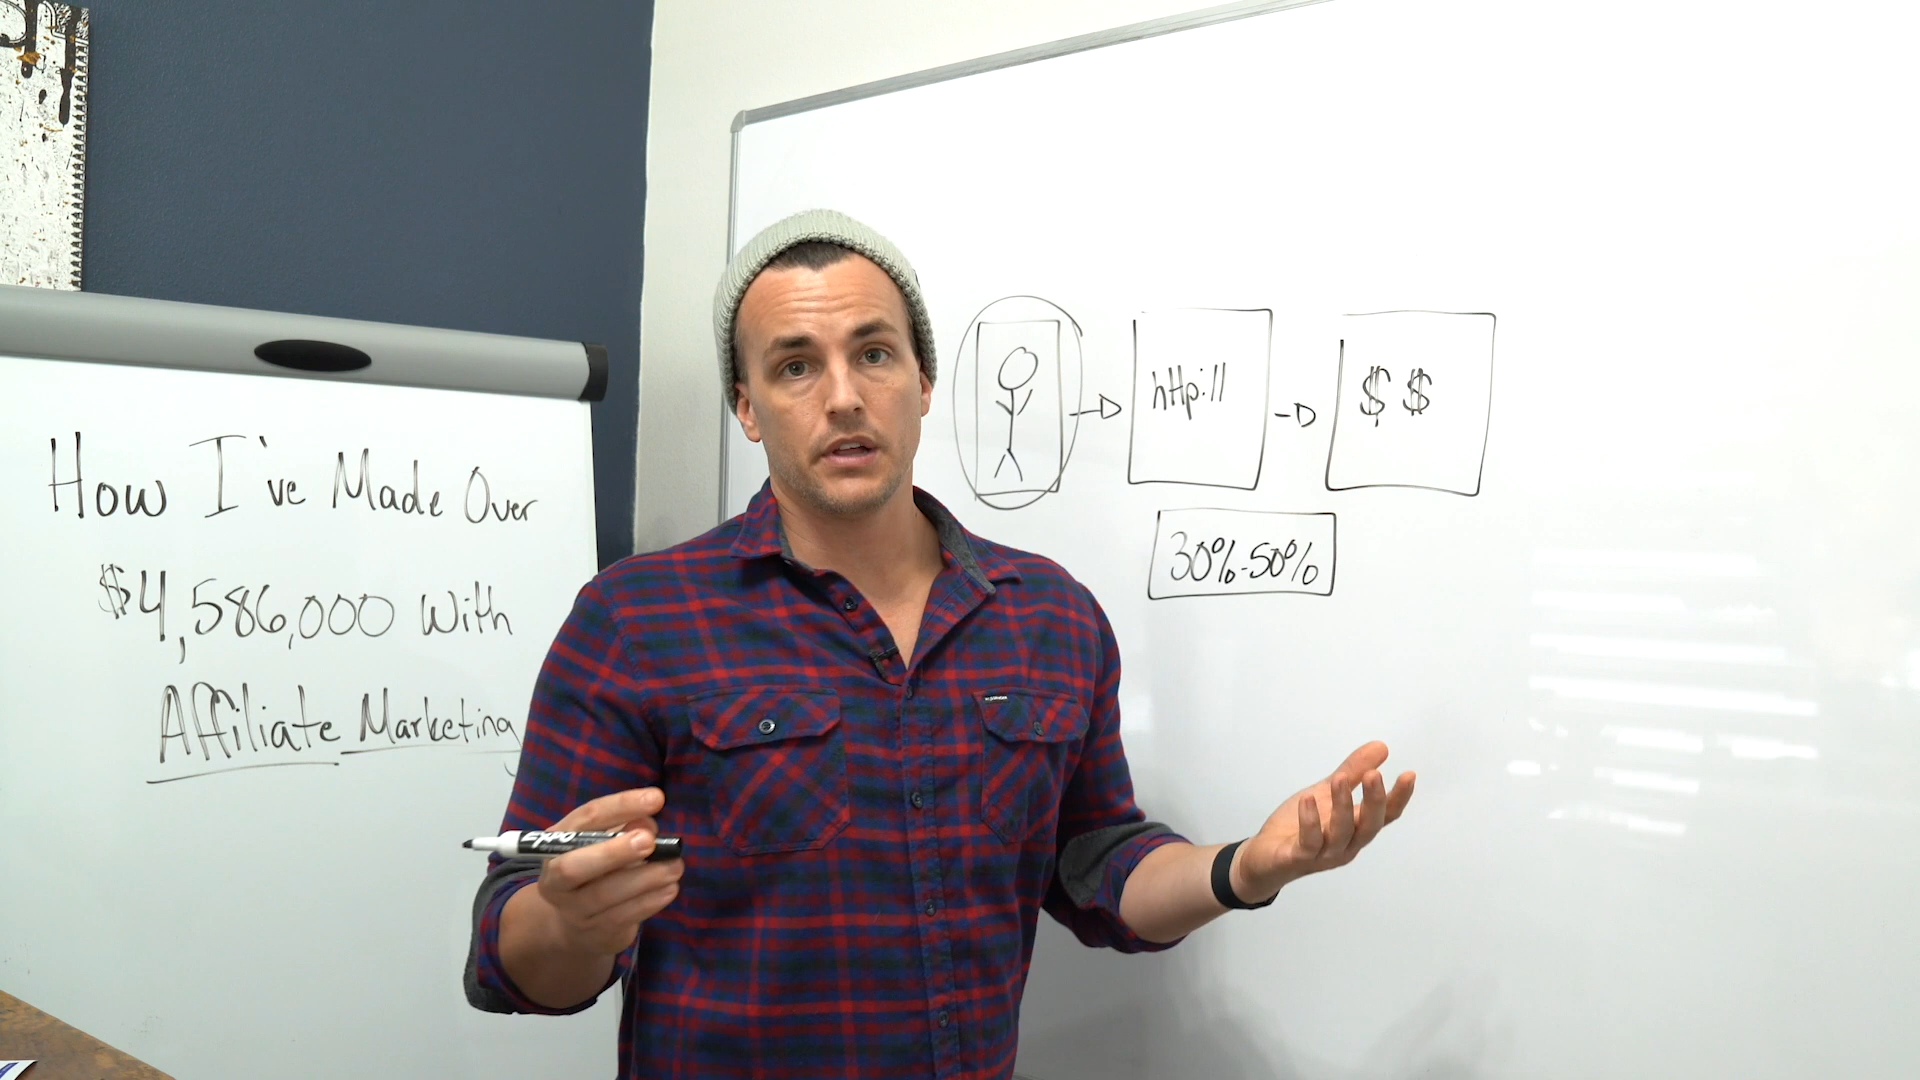 How I've Made Over
$4,586,000 With
Affiliate Marketing
http://
$ $
30%-50%
EXPO